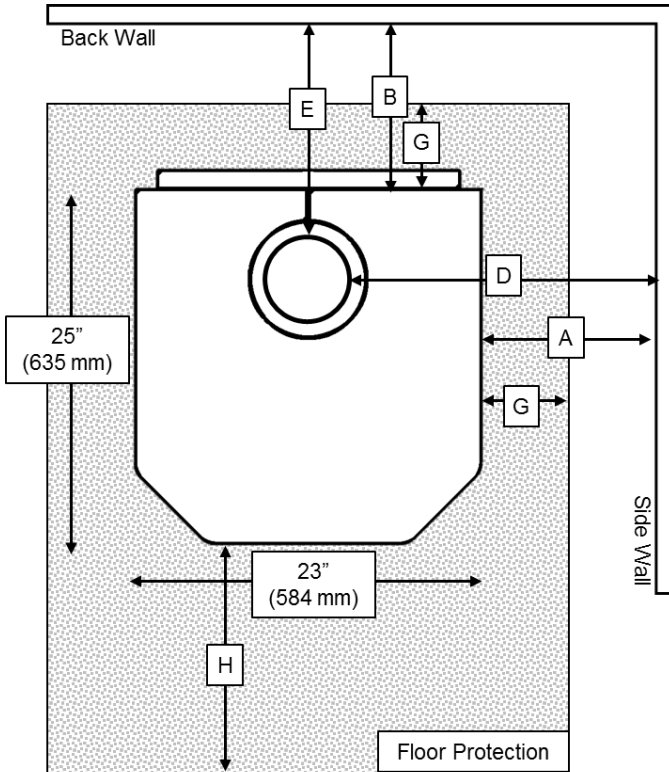 Back Wall
E
B
G
D
25”
(635 mm)
A
G
Side Wall
23”
(584 mm)
H
Floor Protection